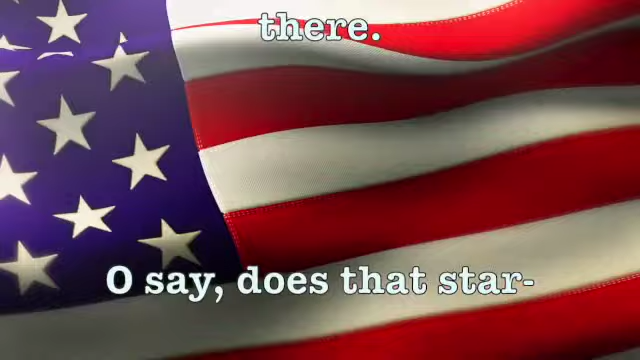 there.
O say, does that star-